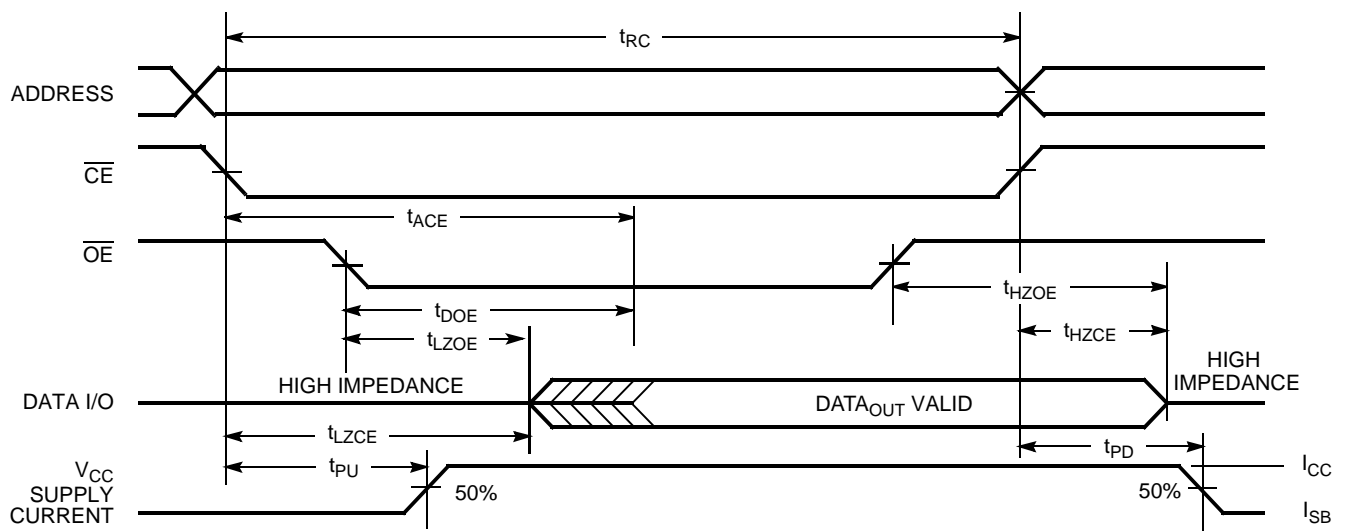 tRC
ADDRESS
CE
tACE
OE
tHZOE
tDOE
tLZOE
tHZCE
HIGH IMPEDANCE
HIGH
IMPEDANCE
DATA I/O
DATAOUT VALID
tLZCE
tPD
VCC
SUPPLY
CURRENT
tPU
50%
50%
ICC
ISB